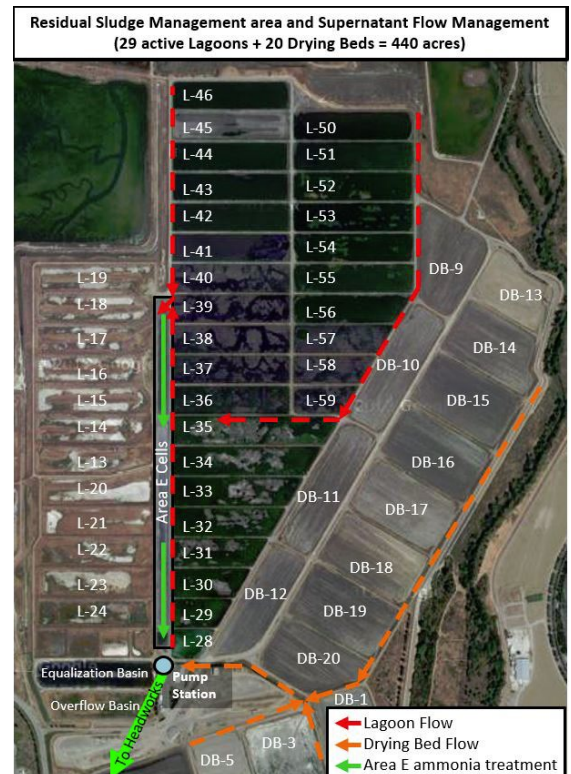 Residual Sludge Management area and Supernatant Flow Management
(29 active Lagoons + 20 Drying Beds = 440 acres)
L-46
L-45
L-50
L-44
L-51
L-43
L-52
L-42
L-53
L-41
L-54
DB-9
L-19
L-40
L-55
DB-13
L-18
L-39
L-56
L-17
L-38
L-57
DB-10
DB-14
L-16
L-37
L-58
L-15
L-36
L-59
DB-15
L-14
L-35
L-13
L-34
DB-16
L-20
Area E Cells
L-33
DB-11
DB-17
L-21
L-32
L-22
L-31
DB-18
L-23
L-30
DB-12
L-24
L-29
DB-19
L-28
DB-20
Equalization Basin
Pump
Station
Overflow Basin
DB-1
To Headworks
DB-5
DB-3
Lagoon Flow
Drying Bed Flow
Area E ammonia treatment